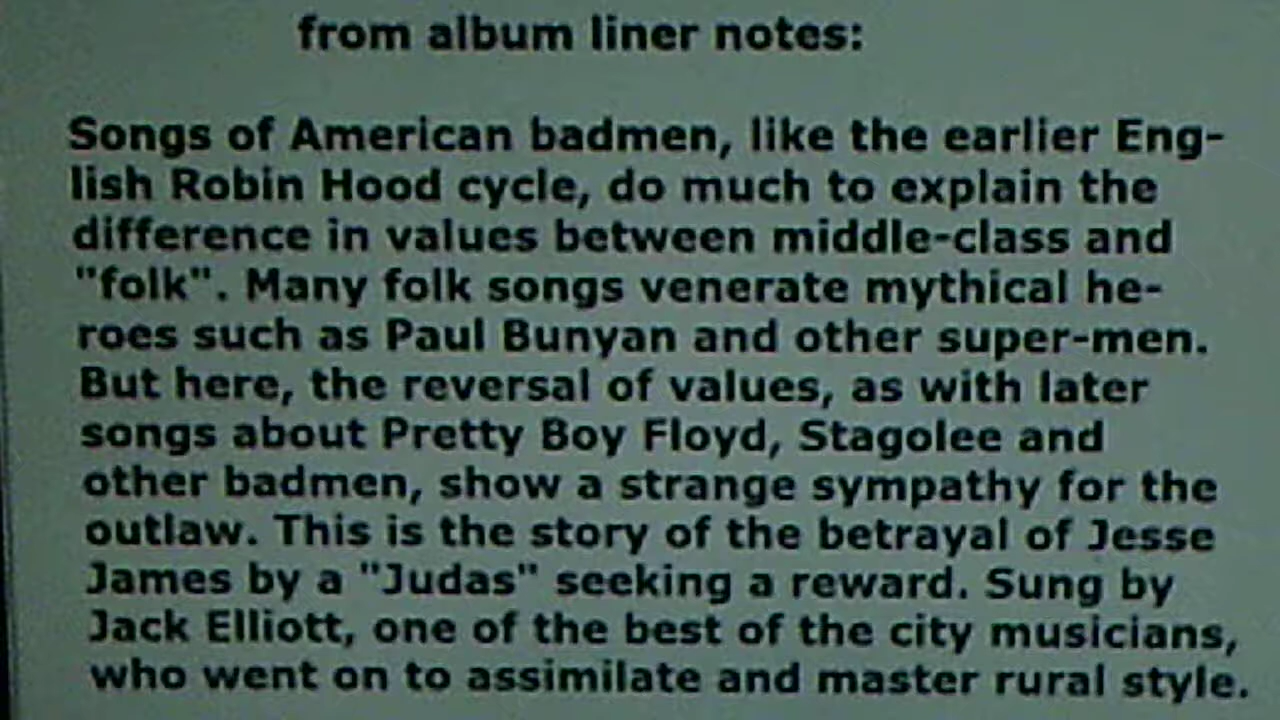 from album liner notes:
Songs of American badmen, like the earlier Eng-
lish Robin Hood cycle, do much to explain the
difference in values between middle-class and
"folk". Many folk songs venerate mythical he-
roes such as Paul Bunyan and other super-men.
But here, the reversal of values, as with later
songs about Pretty Boy Floyd, Stagolee and
other badmen, show a strange sympathy for the
outlaw. This is the story of the betrayal of Jesse
James by a "Judas" seeking a reward. Sung by
Jack Elliott, one of the best of the city musicians,
who went on to assimilate and master rural style.